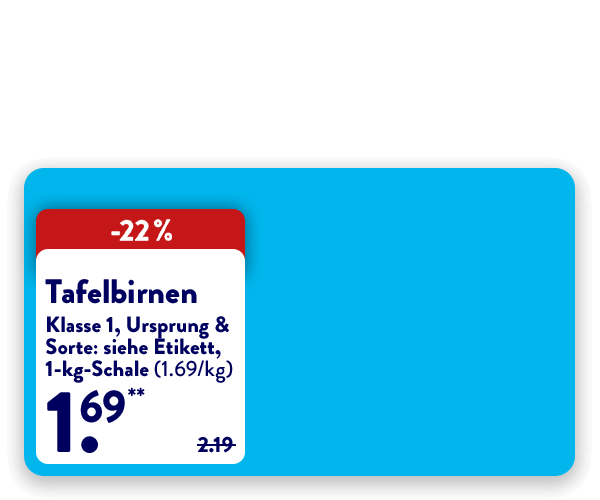 -22%
Tafelbirnen
Klasse 1, Ursprung &
Sorte: siehe Etikett,
1-kg-Schale (1.69/kg)
1.69**
2.19